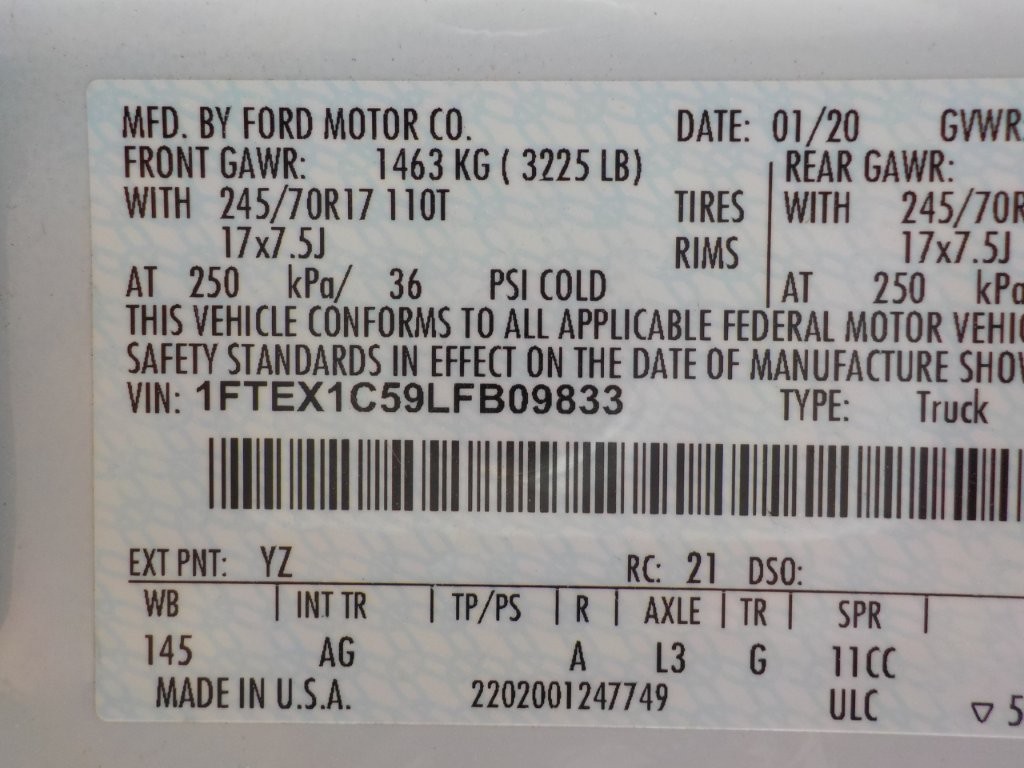 MFD. BY FORD MOTOR CO. DATE: 01/20 GVWR
FRONT GAWR: 1463 KG ( 3225 LB) REAR GAWR:
WITH 245/70R17 110T TIRES WITH 245/70R
17x7.5J RIMS 17x7.5J
AT 250 kPa/ 36 PSI COLD AT 250 kPa
THIS VEHICLE CONFORMS TO ALL APPLICABLE FEDERAL MOTOR VEHIC
SAFETY STANDARDS IN EFFECT ON THE DATE OF MANUFACTURE SHOW
VIN: 1FTEX1C59LFB09833 TYPE: Truck
EXT PNT: YZ RC: 21 DSO:
WB | INT TR | TP/PS | R | AXLE | TR | SPR |
145 AG A L3 G 11CC
MADE IN U.S.A. 2202001247749 ULC ▽ 5